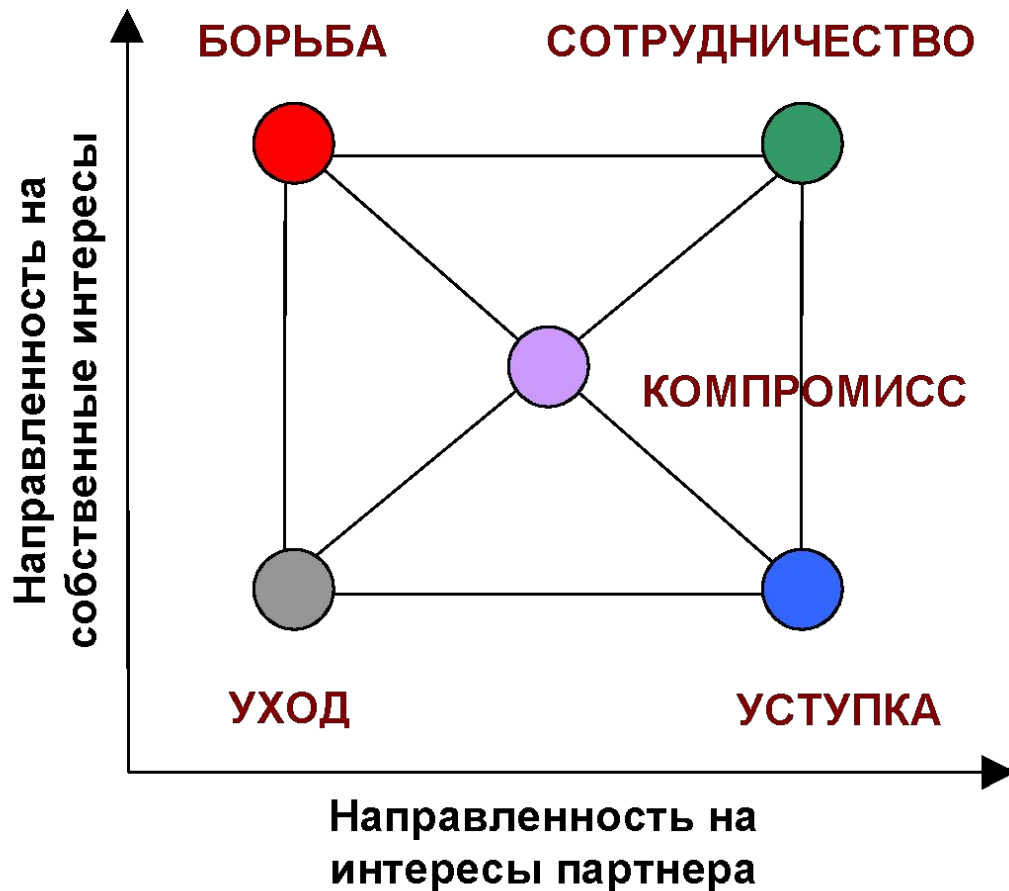 БОРЬБА
СОТРУДНИЧЕСТВО
Направленность на
собственные интересы
КОМПРОМИСС
УХОД
УСТУПКА
Направленность на
интересы партнера